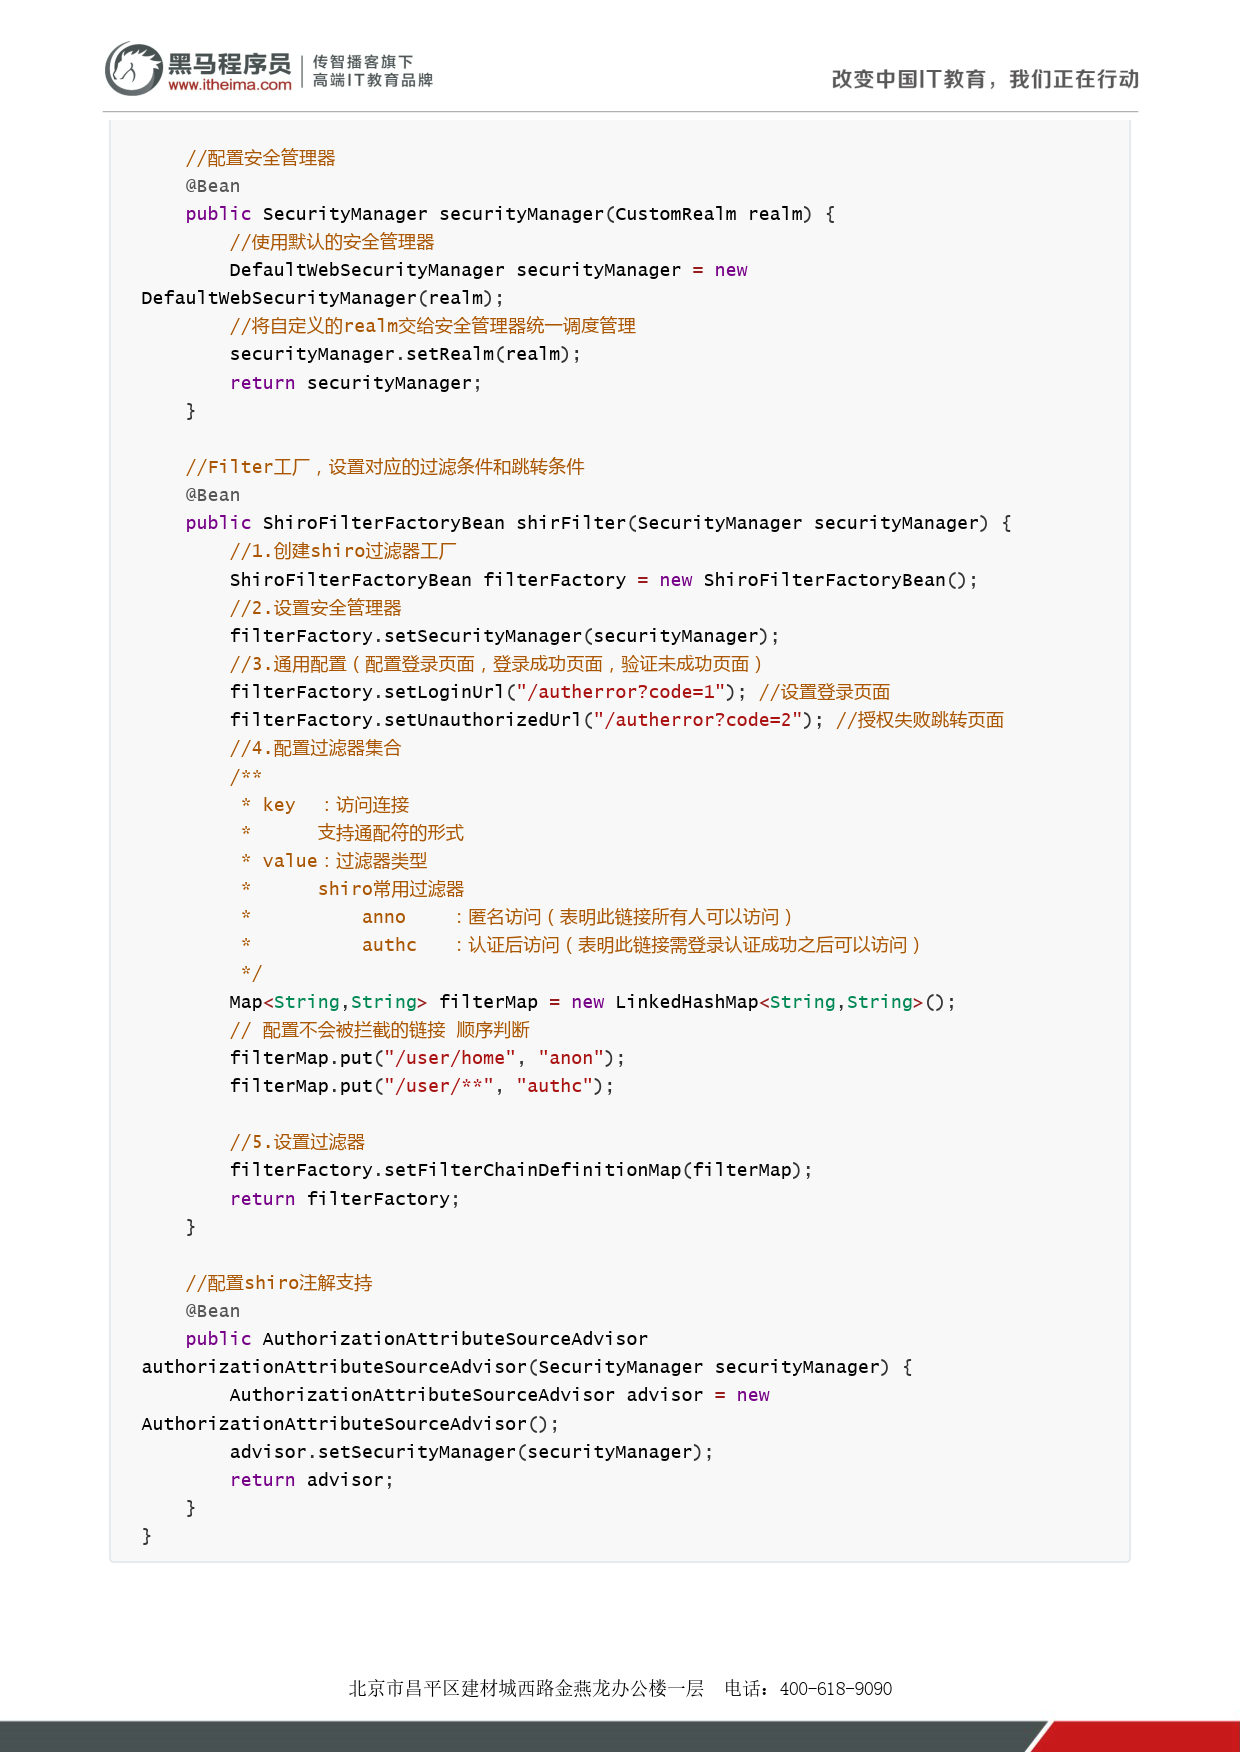 黑马程序员
www.itheima.com
传智播客旗下
高端IT教育品牌
改变中国IT教育，我们正在行动
//配置安全管理器
@Bean
public SecurityManager securityManager(CustomRealm realm) {
//使用默认的安全管理器
DefaultWebSecurityManager securityManager = new
DefaultWebSecurityManager(realm);
//将自定义的realm交给安全管理器统一调度管理
securityManager.setRealm(realm);
return securityManager;
}
//Filter工厂，设置对应的过滤条件和跳转条件
@Bean
public ShiroFilterFactoryBean shirFilter(SecurityManager securityManager) {
//1.创建shiro过滤器工厂
ShiroFilterFactoryBean filterFactory = new ShiroFilterFactoryBean();
//2.设置安全管理器
filterFactory.setSecurityManager(securityManager);
//3.通用配置（配置登录页面，登录成功页面，验证未成功页面）
filterFactory.setLoginUrl("/autherror?code=1"); //设置登录页面
filterFactory.setUnauthorizedUrl("/autherror?code=2"); //授权失败跳转页面
//4.配置过滤器集合
/**
* key ：访问连接
* 支持通配符的形式
* value：过滤器类型
* shiro常用过滤器
* anno ：匿名访问（表明此链接所有人可以访问）
* authc ：认证后访问（表明此链接需登录认证成功之后可以访问）
*/
Map<String,String> filterMap = new LinkedHashMap<String,String>();
// 配置不会被拦截的链接 顺序判断
filterMap.put("/user/home", "anon");
filterMap.put("/user/**", "authc");
//5.设置过滤器
filterFactory.setFilterChainDefinitionMap(filterMap);
return filterFactory;
}
//配置shiro注解支持
@Bean
public AuthorizationAttributeSourceAdvisor
authorizationAttributeSourceAdvisor(SecurityManager securityManager) {
AuthorizationAttributeSourceAdvisor advisor = new
AuthorizationAttributeSourceAdvisor();
advisor.setSecurityManager(securityManager);
return advisor;
}
}
北京市昌平区建材城西路金燕龙办公楼一层 电话：400-618-9090